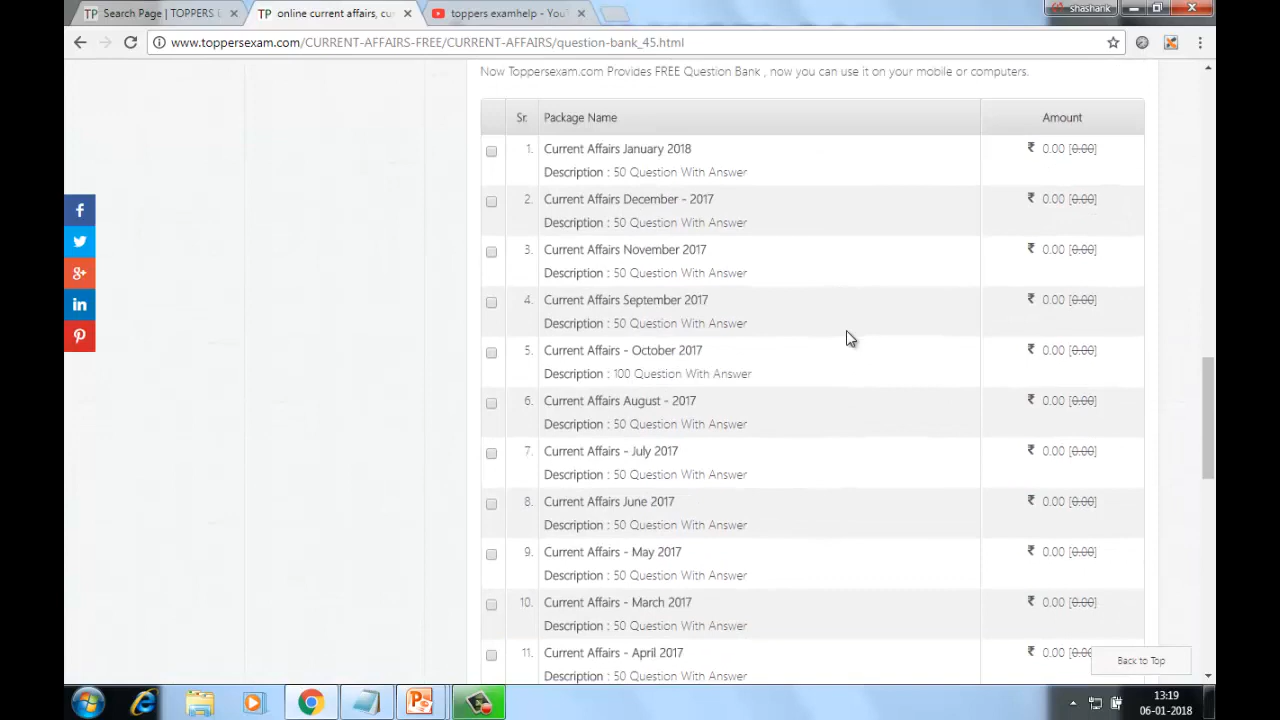 Search Page | TOPPERS
online current affairs, cu
toppers examhelp - You
shashank
www.toppersexam.com/CURRENT-AFFAIRS-FREE/CURRENT-AFFAIRS/question-bank_45.html
Now Toppersexam.com Provides FREE Question Bank , now you can use it on your mobile or computers.
Sr. Package Name Amount
1. Current Affairs January 2018 ₹ 0.00 [0.00]
Description : 50 Question With Answer
2. Current Affairs December - 2017 ₹ 0.00 [0.00]
Description : 50 Question With Answer
3. Current Affairs November 2017 ₹ 0.00 [0.00]
Description : 50 Question With Answer
4. Current Affairs September 2017 ₹ 0.00 [0.00]
Description : 50 Question With Answer
5. Current Affairs - October 2017 ₹ 0.00 [0.00]
Description : 100 Question With Answer
6. Current Affairs August - 2017 ₹ 0.00 [0.00]
Description : 50 Question With Answer
7. Current Affairs - July 2017 ₹ 0.00 [0.00]
Description : 50 Question With Answer
8. Current Affairs June 2017 ₹ 0.00 [0.00]
Description : 50 Question With Answer
9. Current Affairs - May 2017 ₹ 0.00 [0.00]
Description : 50 Question With Answer
10. Current Affairs - March 2017 ₹ 0.00 [0.00]
Description : 50 Question With Answer
11. Current Affairs - April 2017 ₹ 0.00
Description : 50 Question With Answer
Back to Top
13:19
06-01-2018